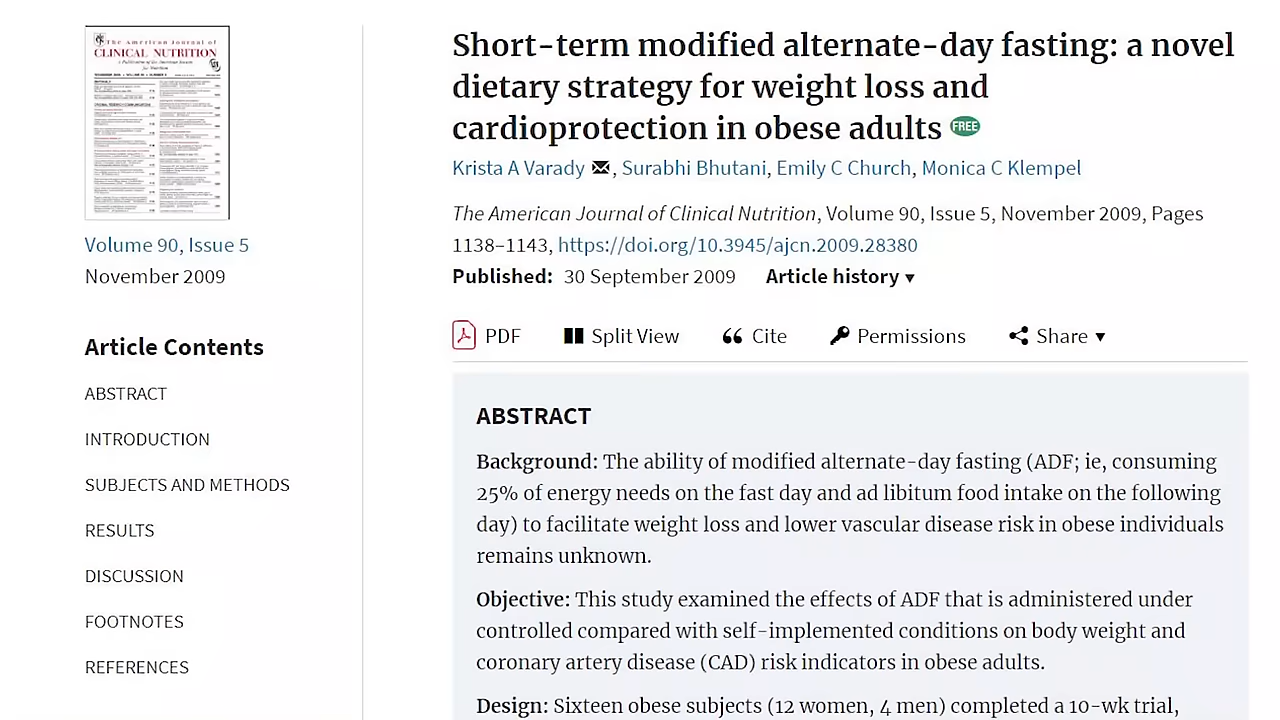 The American Journal of
CLINICAL NUTRITION
Volume 90, Issue 5
November 2009
Article Contents
ABSTRACT
INTRODUCTION
SUBJECTS AND METHODS
RESULTS
DISCUSSION
FOOTNOTES
REFERENCES
Short-term modified alternate-day fasting: a novel
dietary strategy for weight loss and
cardioprotection in obese adults FREE
Krista A Varady, Surabhi Bhutani, Emily C Church, Monica C Klempel
The American Journal of Clinical Nutrition, Volume 90, Issue 5, November 2009, Pages
1138–1143, https://doi.org/10.3945/ajcn.2009.28380
Published: 30 September 2009 Article history
PDF Split View Cite Permissions Share
ABSTRACT
Background: The ability of modified alternate-day fasting (ADF; ie, consuming
25% of energy needs on the fast day and ad libitum food intake on the following
day) to facilitate weight loss and lower vascular disease risk in obese individuals
remains unknown.
Objective: This study examined the effects of ADF that is administered under
controlled compared with self-implemented conditions on body weight and
coronary artery disease (CAD) risk indicators in obese adults.
Design: Sixteen obese subjects (12 women, 4 men) completed a 10-wk trial,